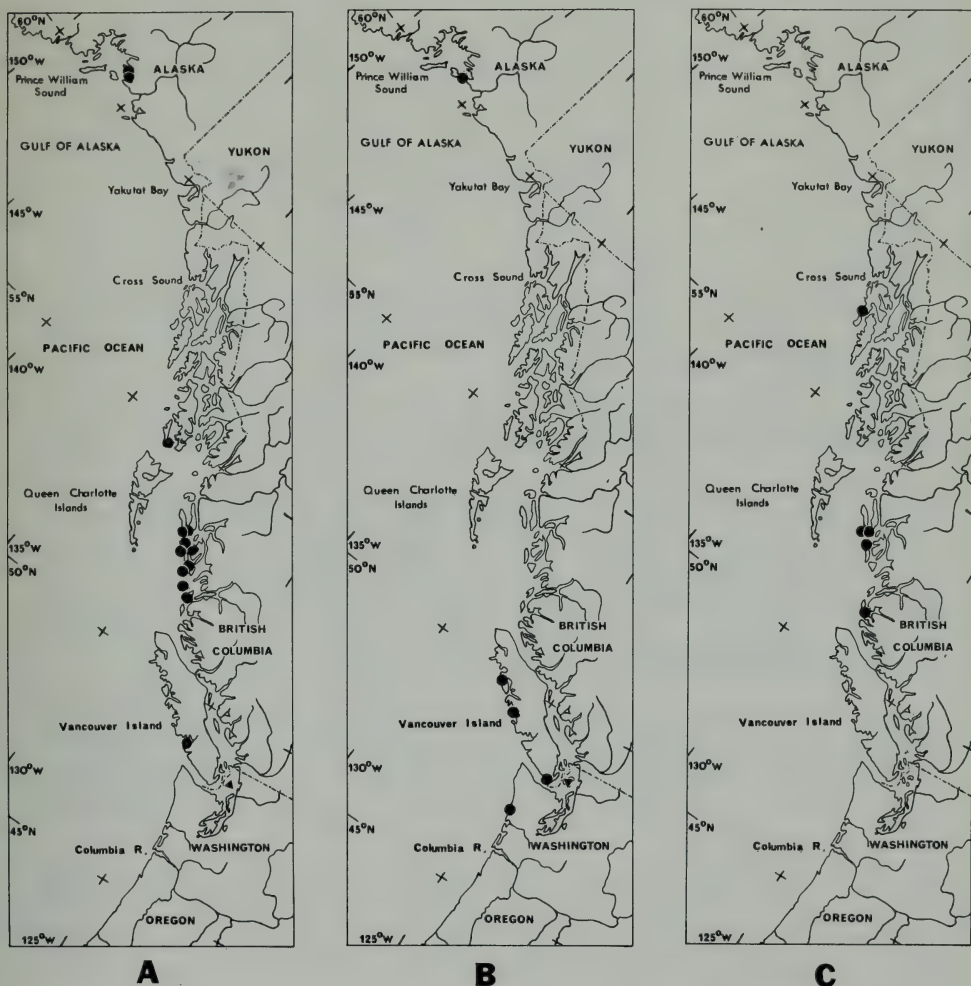 60°N
150°W
ALASKA
Prince William
Sound
GULF OF ALASKA
YUKON
Yakutat Bay
145°W
Cross Sound
55°N
PACIFIC OCEAN
140°W
Queen Charlotte
Islands
135°W
50°N
BRITISH
COLUMBIA
Vancouver Island
130°W
45°N
Columbia R.
WASHINGTON
OREGON
125°W
A
60°N
150°W
ALASKA
Prince William
Sound
GULF OF ALASKA
YUKON
Yakutat Bay
145°W
Cross Sound
55°N
PACIFIC OCEAN
140°W
Queen Charlotte
Islands
135°W
50°N
BRITISH
COLUMBIA
Vancouver Island
130°W
45°N
Columbia R.
WASHINGTON
OREGON
125°W
B
60°N
150°W
ALASKA
Prince William
Sound
GULF OF ALASKA
YUKON
Yakutat Bay
145°W
Cross Sound
55°N
PACIFIC OCEAN
140°W
Queen Charlotte
Islands
135°W
50°N
BRITISH
COLUMBIA
Vancouver Island
130°W
45°N
Columbia R.
WASHINGTON
OREGON
125°W
C